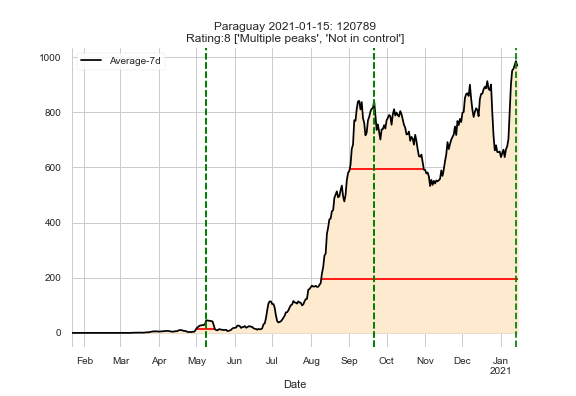 Paraguay 2021-01-15: 120789
Rating:8 ['Multiple peaks', 'Not in control']
Average-7d
1000
800
600
400
200
0
Feb Mar Apr May Jun Jul Aug Sep Oct Nov Dec Jan
2021
Date